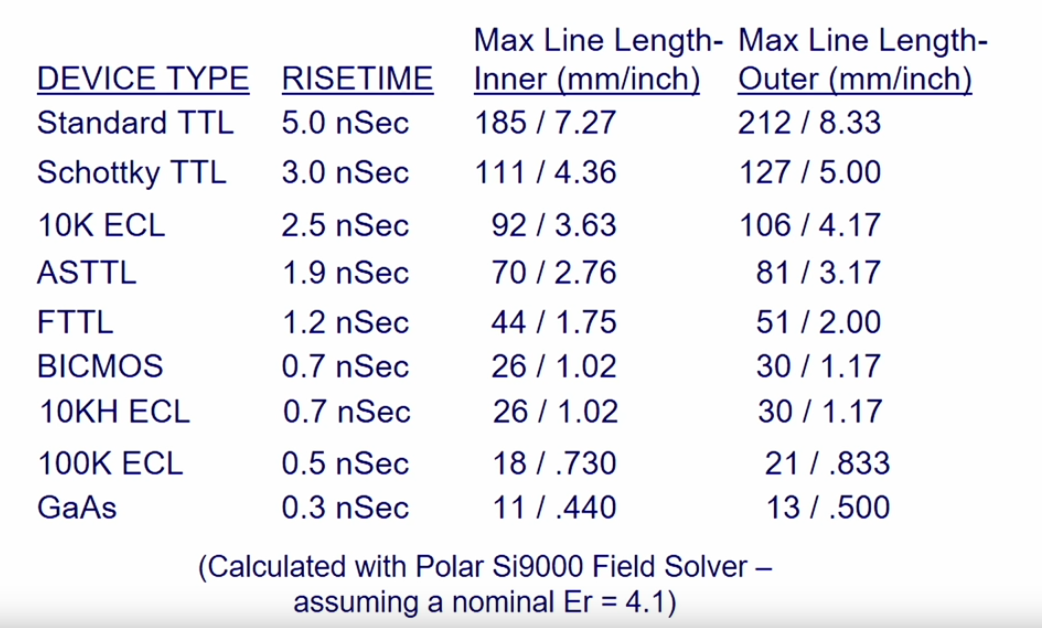 Max Line Length- Max Line Length-
DEVICE TYPE RISETIME Inner (mm/inch) Outer (mm/inch)
Standard TTL 5.0 nSec 185 / 7.27 212 / 8.33
Schottky TTL 3.0 nSec 111 / 4.36 127 / 5.00
10K ECL 2.5 nSec 92 / 3.63 106 / 4.17
ASTTL 1.9 nSec 70 / 2.76 81 / 3.17
FTTL 1.2 nSec 44 / 1.75 51 / 2.00
BICMOS 0.7 nSec 26 / 1.02 30 / 1.17
10KH ECL 0.7 nSec 26 / 1.02 30 / 1.17
100K ECL 0.5 nSec 18 / .730 21 / .833
GaAs 0.3 nSec 11 / .440 13 / .500
(Calculated with Polar Si9000 Field Solver –
assuming a nominal Er = 4.1)